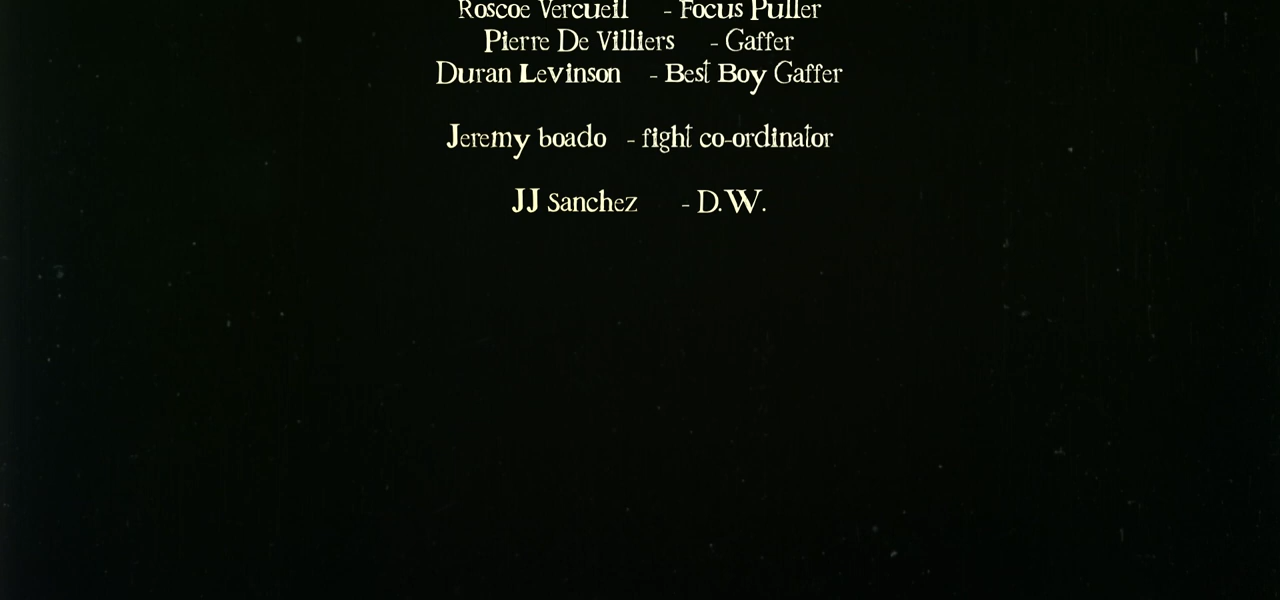 Roscoe Vercueil - Focus Puller
Pierre De Villiers - Gaffer
Duran Levinson - Best Boy Gaffer
Jeremy boado - fight co-ordinator
JJ Sanchez - D.W.